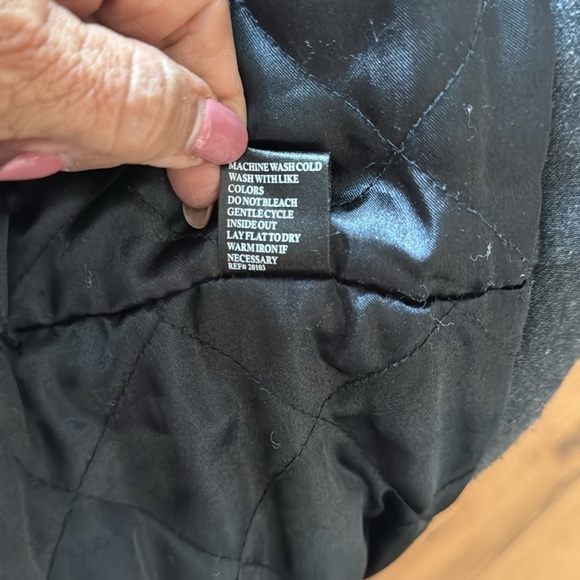 MACHINE WASH COLD
WASH WITH LIKE
COLORS
DO NOT BLEACH
GENTLE CYCLE
INSIDE OUT
LAY FLAT TO DRY
WARM IRON IF
NECESSARY
REF# 20103